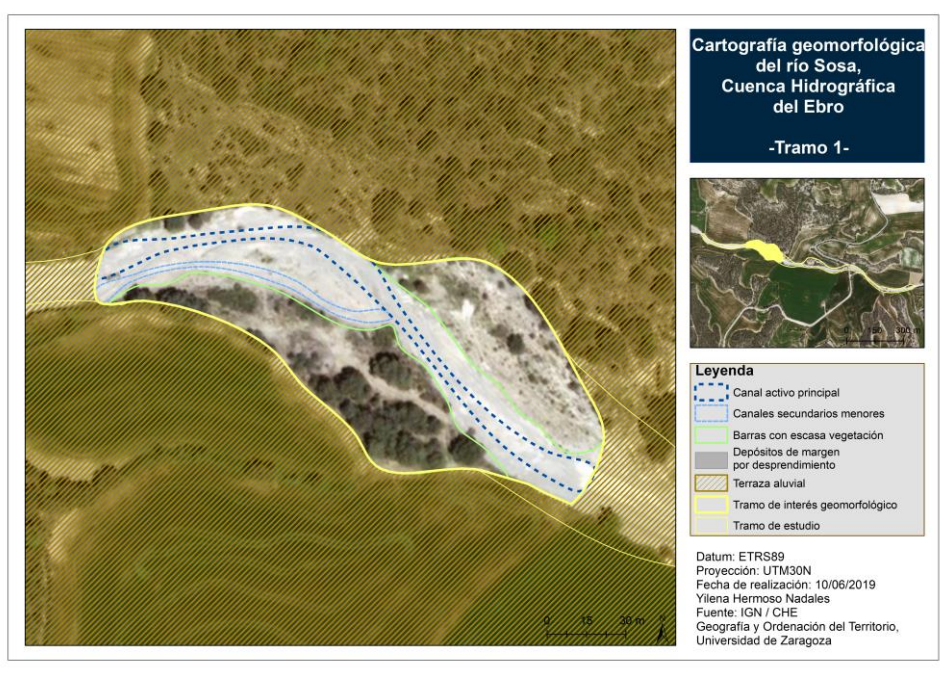 Cartografía geomorfológica
del río Sosa,
Cuenca Hidrográfica
del Ebro
-Tramo 1-
0 150 300 m
Leyenda
Canal activo principal
Canales secundarios menores
Barras con escasa vegetación
Depósitos de margen
por desprendimiento
Terraza aluvial
Tramo de interés geomorfológico
Tramo de estudio
0 15 30 m
N
Datum: ETRS89
Proyección: UTM30N
Fecha de realización: 10/06/2019
Yilena Hermoso Nadales
Fuente: IGN / CHE
Geografía y Ordenación del Territorio,
Universidad de Zaragoza